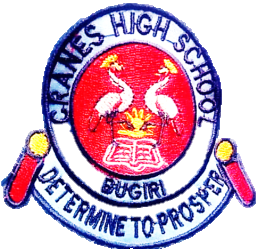 CRANES HIGH SCHOOL
BUGIRI
DETERMINE TO PROSPER